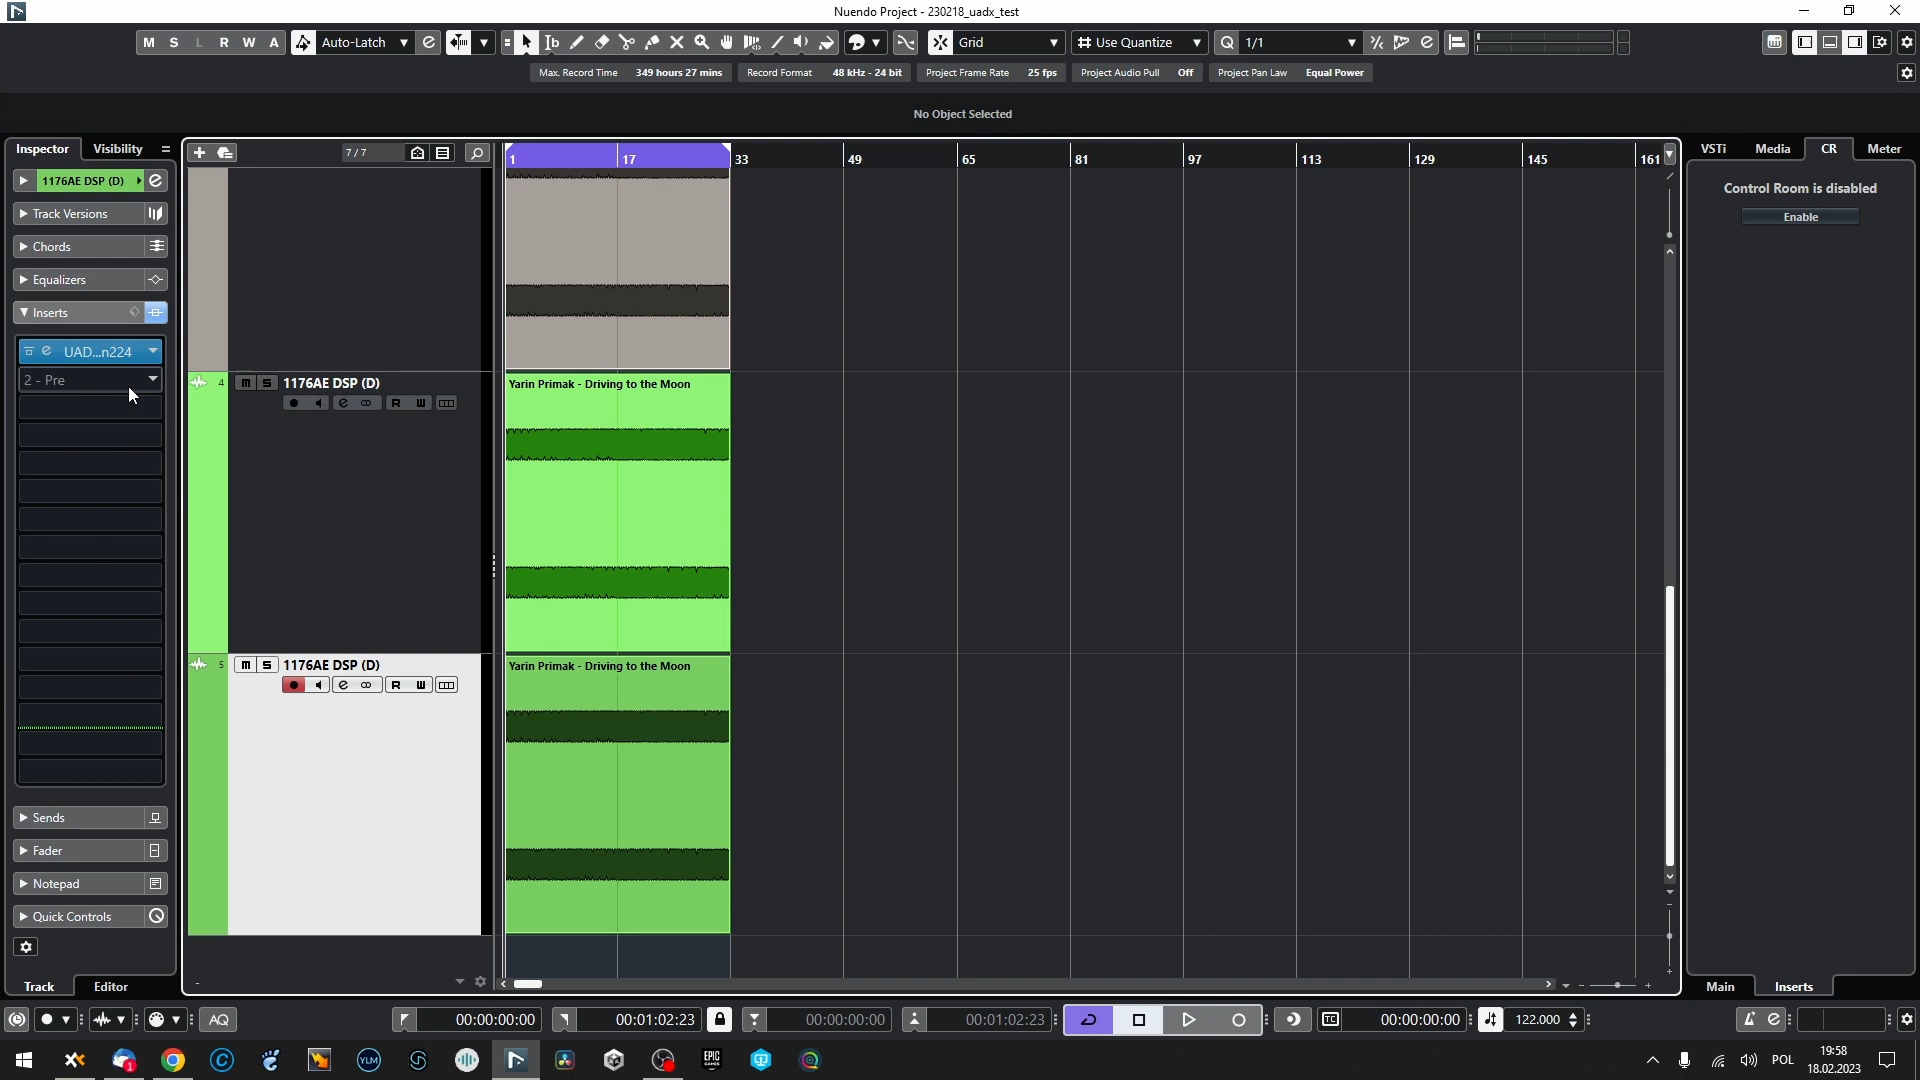 Nuendo Project - 230218_uadx_test
M S L R W A Auto-Latch Grid Use Quantize 1/1
Max. Record Time 349 hours 27 mins Record Format 48 kHz - 24 bit Project Frame Rate 25 fps Project Audio Pull Off Project Pan Law Equal Power
No Object Selected
Inspector Visibility
7/7
1 17 33 49 65 81 97 113 129 145 161
VSTi Media CR Meter
1176AE DSP (D)
Control Room is disabled
Enable
Track Versions
Chords
Equalizers
Inserts
UAD...n224
2 - Pre
4 m s 1176AE DSP (D)
R W
Yarin Primak - Driving to the Moon
5 m s 1176AE DSP (D)
R W
Yarin Primak - Driving to the Moon
Sends
Fader
Notepad
Quick Controls
Track Editor
Main Inserts
AQ 00:00:00:00 00:01:02:23 00:00:00:00 00:01:02:23 TC 00:00:00:00 122.000
1 YLM EPIC GAMES POL 19:58
18.02.2023